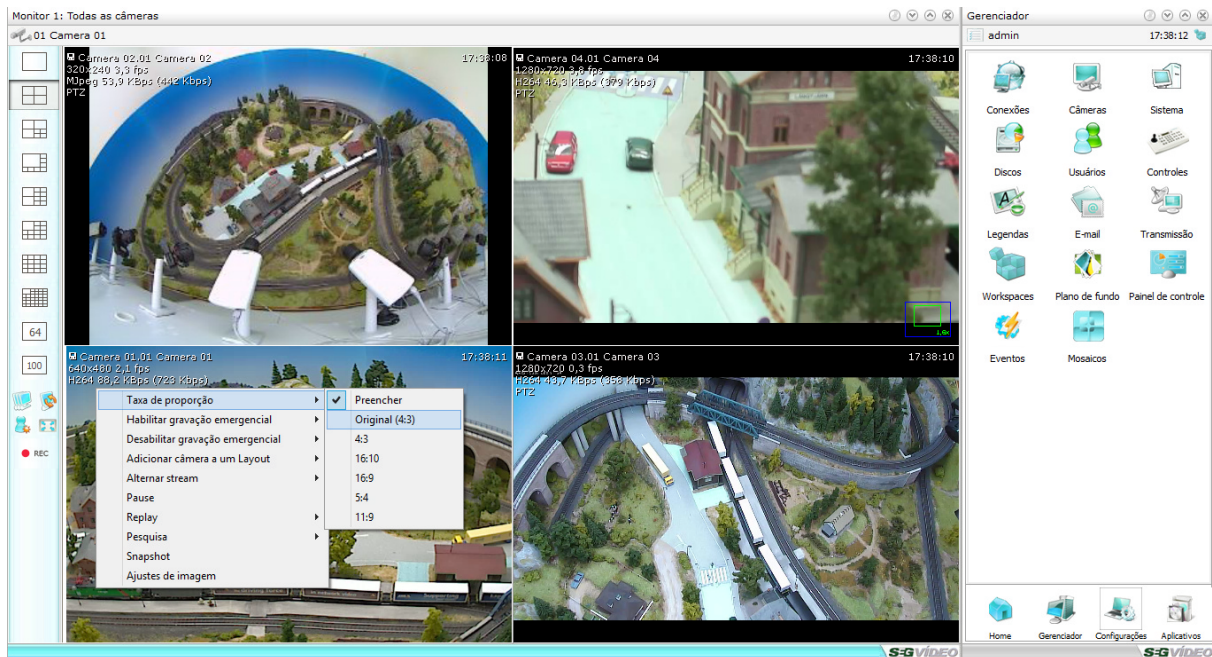 Monitor 1: Todas as câmeras
01 Camera 01
Camera 02.01 Camera 02
17:38:08
320x240 3,3 fps
MJpeg 53,9 KBps (442 Kbps)
PTZ
Camera 04.01 Camera 04
17:38:10
1280x720 3,8 fps
H264 46,3 KBps (379 Kbps)
PTZ
1,6x
64
100
REC
Camera 01.01 Camera 01
17:38:11
640x480 2,1 fps
H264 88,2 KBps (723 Kbps)
Taxa de proporção
Habilitar gravação emergencial
Desabilitar gravação emergencial
Adicionar câmera a um Layout
Alternar stream
Pause
Replay
Pesquisa
Snapshot
Ajustes de imagem
Preencher
Original (4:3)
4:3
16:10
16:9
5:4
11:9
Camera 03.01 Camera 03
17:38:10
1280x720 0,3 fps
H264 43,7 KBps (358 Kbps)
PTZ
SEGVÍDEO
Gerenciador
admin
17:38:12
Conexões
Câmeras
Sistema
Discos
Usuários
Controles
Legendas
E-mail
Transmissão
Workspaces
Plano de fundo
Painel de controle
Eventos
Mosaicos
Home
Gerenciador
Configurações
Aplicativos
SEGVÍDEO